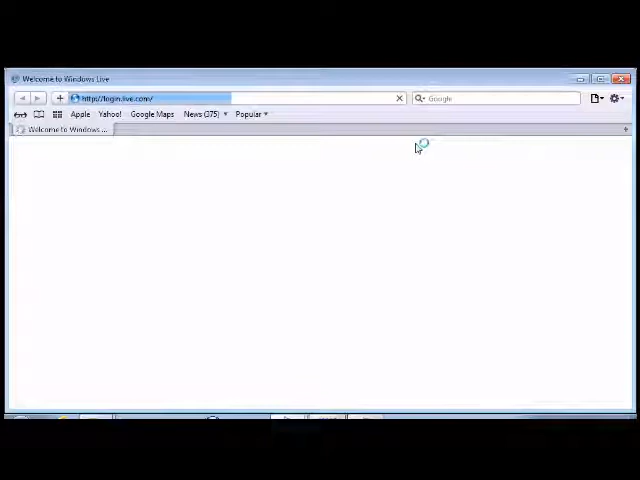 Welcome to Windows Live
http://login.live.com/
Google
Apple Yahoo! Google Maps News (375) Popular
Welcome to Windows ...